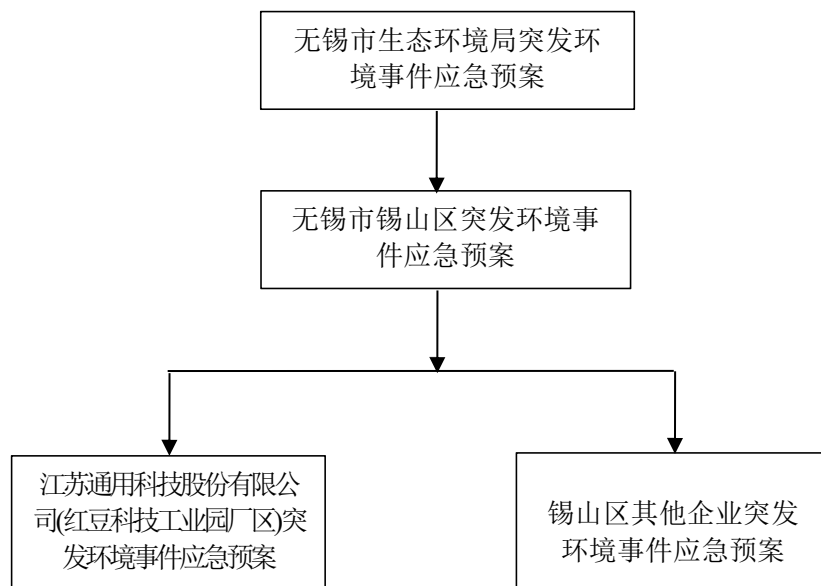 无锡市生态环境局突发环
境事件应急预案
无锡市锡山区突发环境事
件应急预案
江苏通用科技股份有限公
司(红豆科技工业园厂区)突
发环境事件应急预案
锡山区其他企业突发
环境事件应急预案